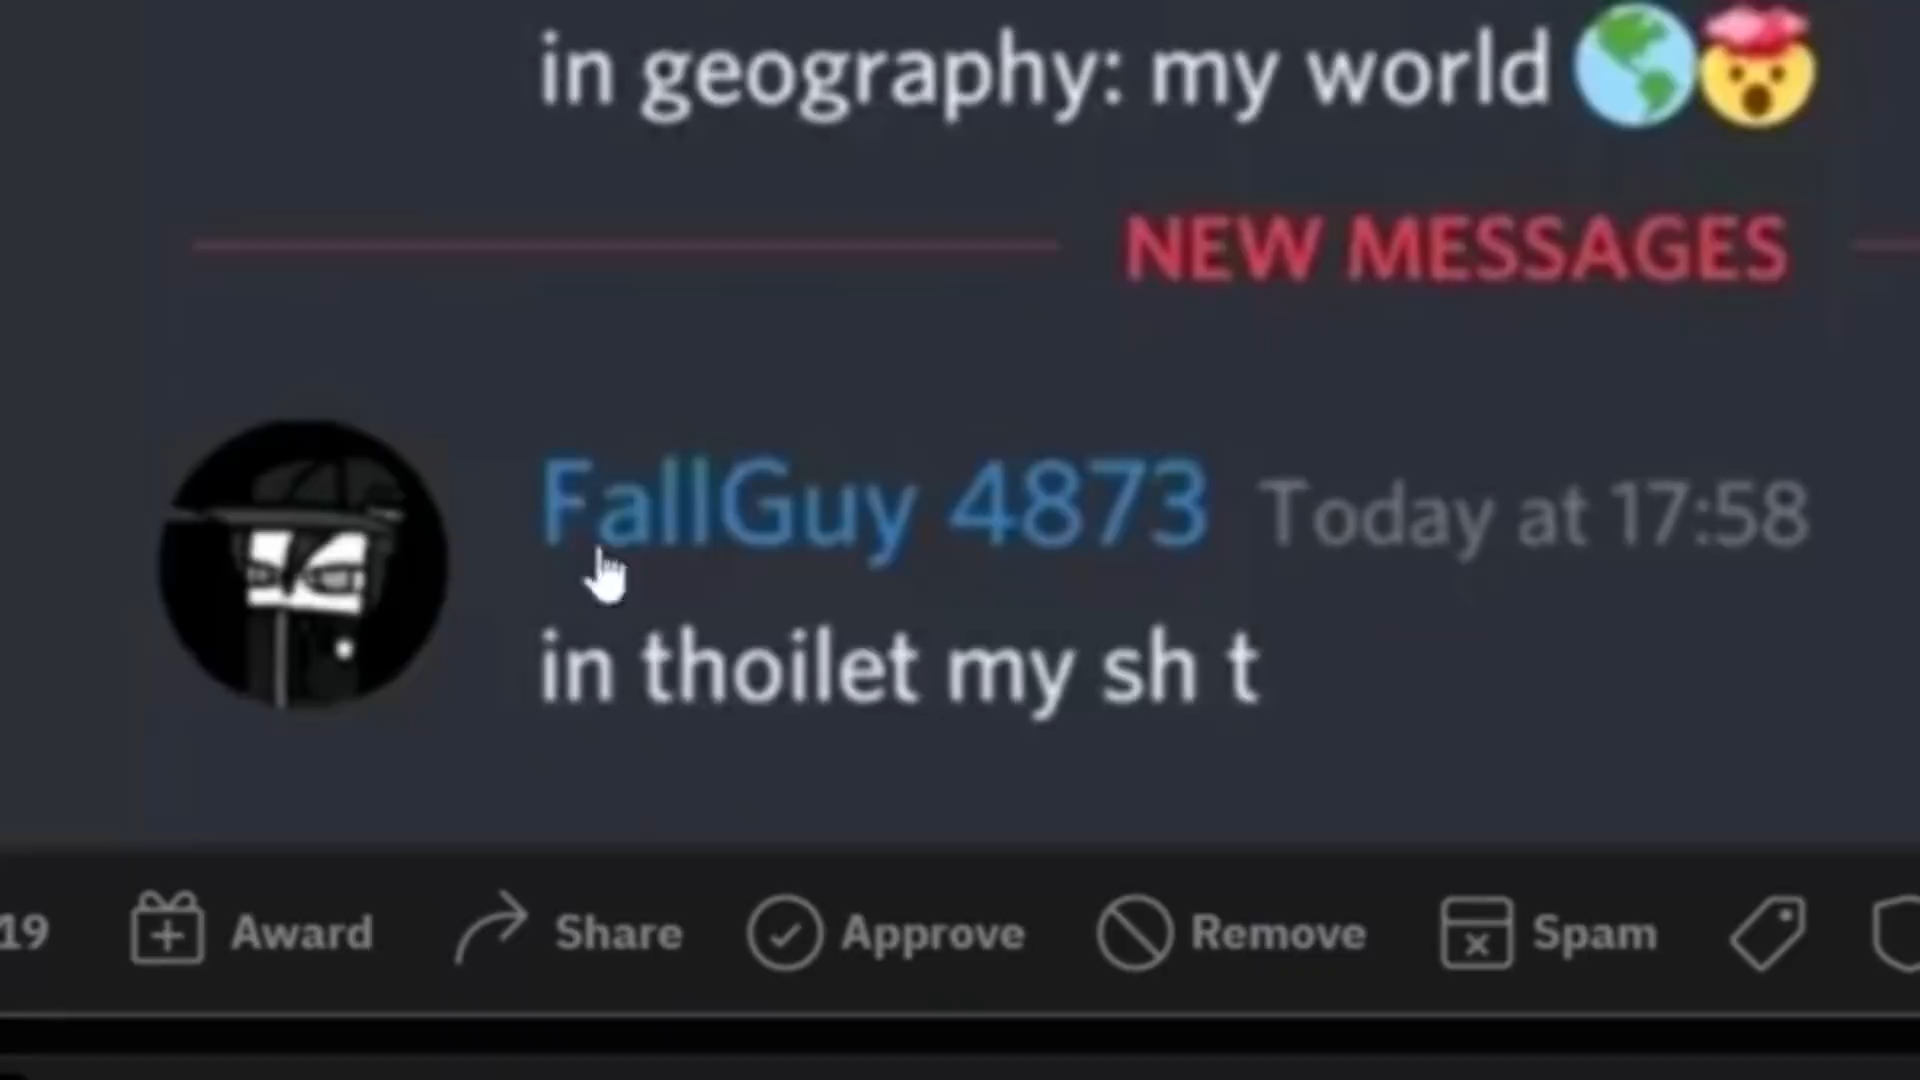 in geography: my world 🌎🤯
NEW MESSAGES
FallGuy 4873 Today at 17:58
in thoilet my sh t
19 Award Share Approve Remove Spam